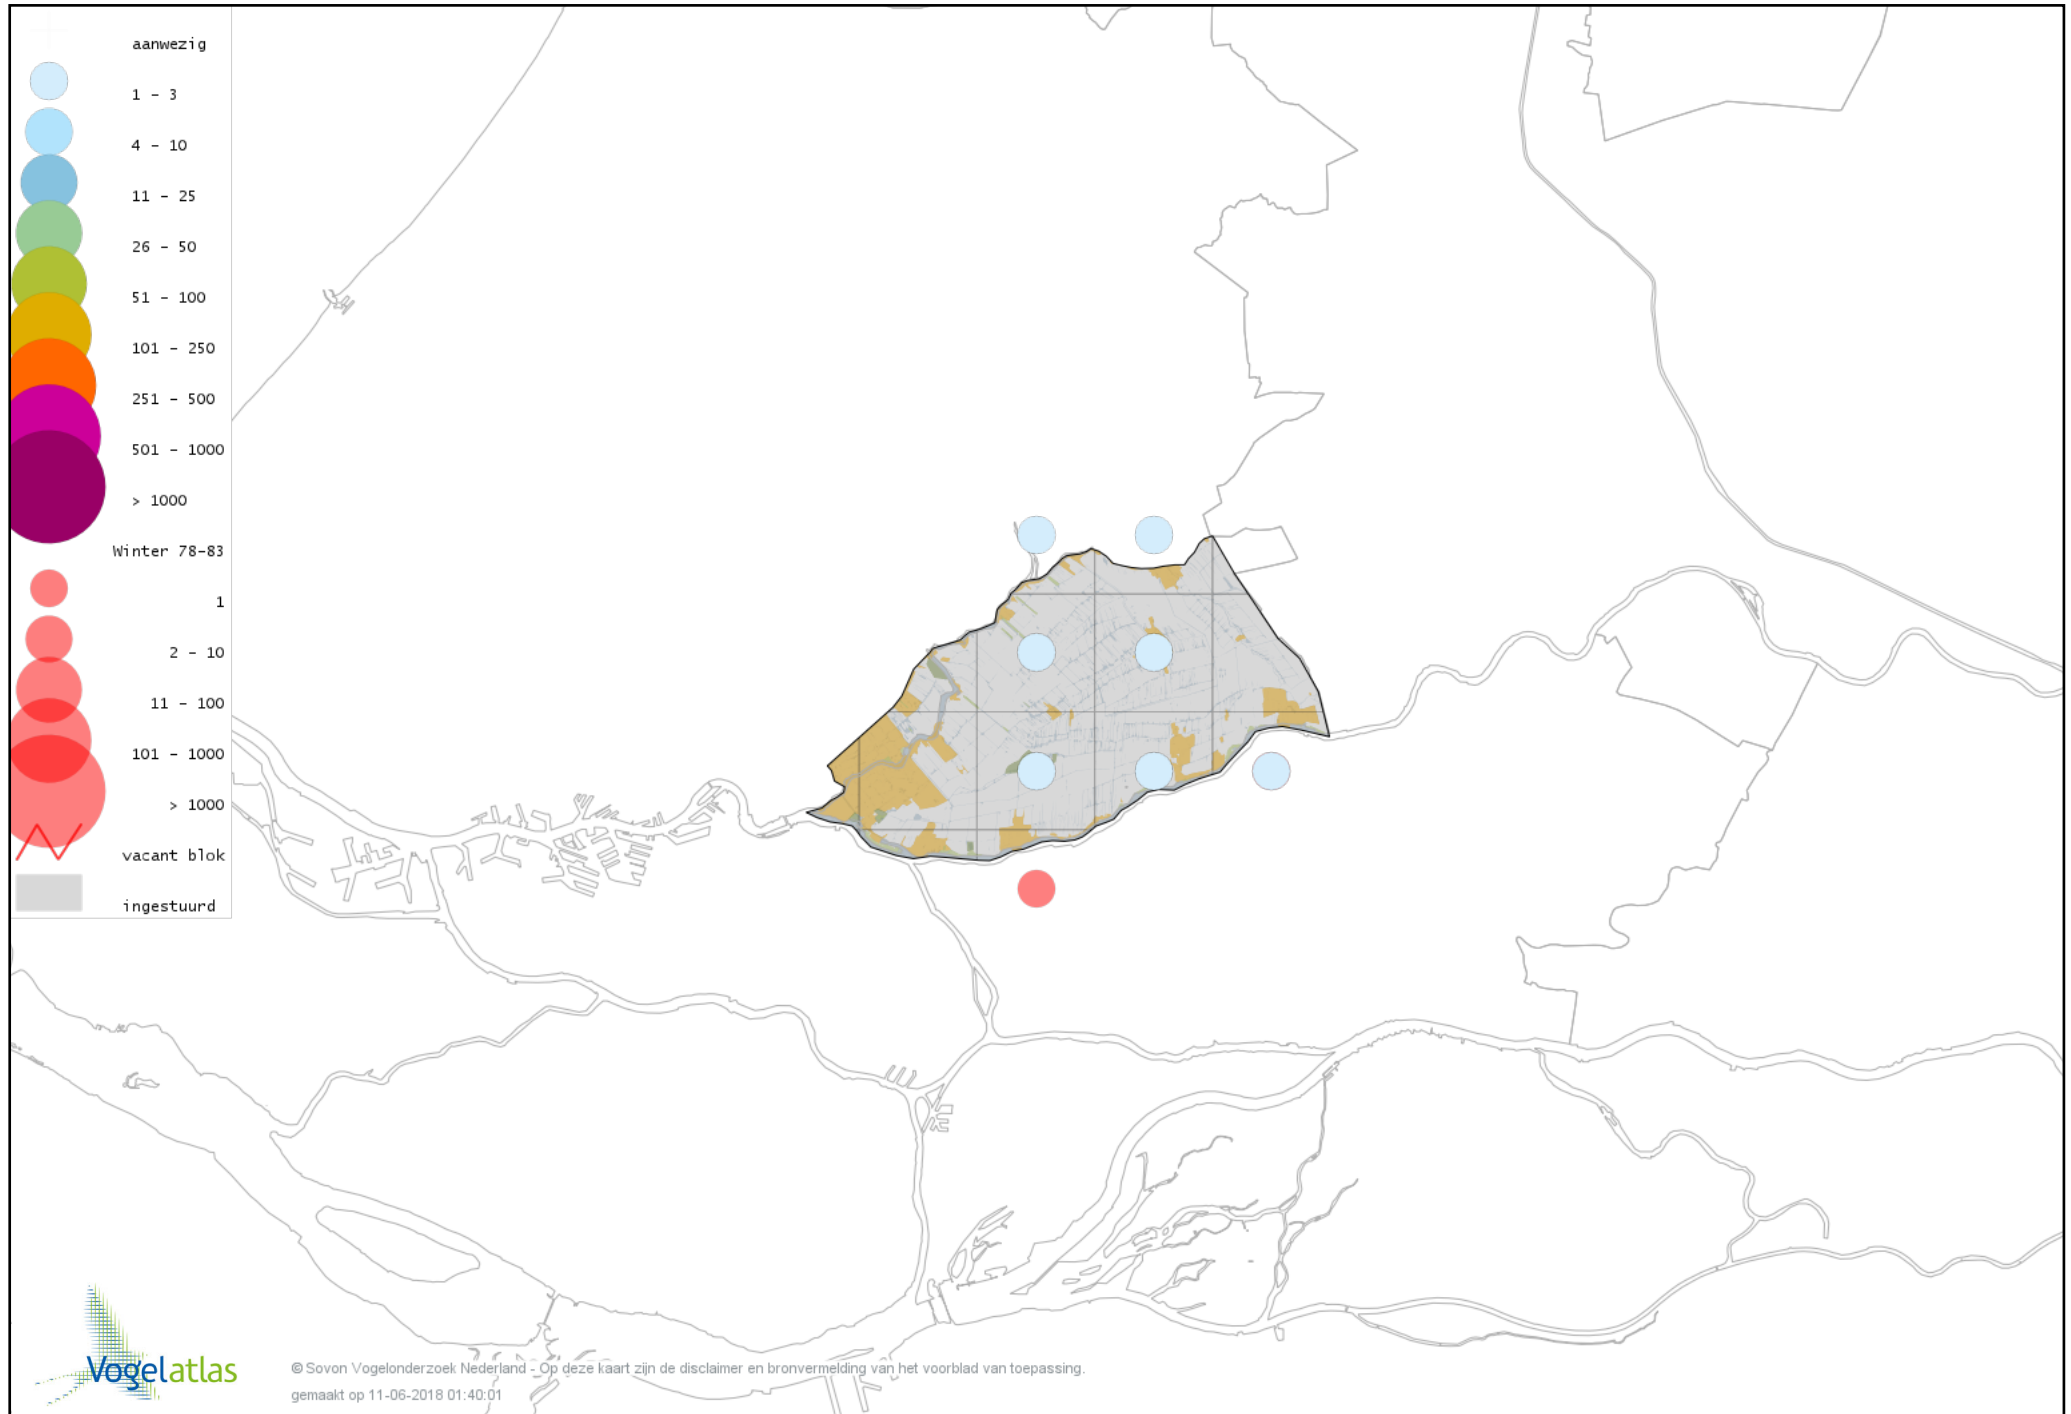 aanwezig
1 - 3
4 - 10
11 - 25
26 - 50
51 - 100
101 - 250
251 - 500
501 - 1000
> 1000
Winter 78-83
1
2 - 10
11 - 100
101 - 1000
> 1000
vacant blok
ingestuurd
Vogelatlas
© Sovon Vogelonderzoek Nederland - Op deze kaart zijn de disclaimer en bronvermelding van het voorblad van toepassing.
gemaakt op 11-06-2018 01:40:01